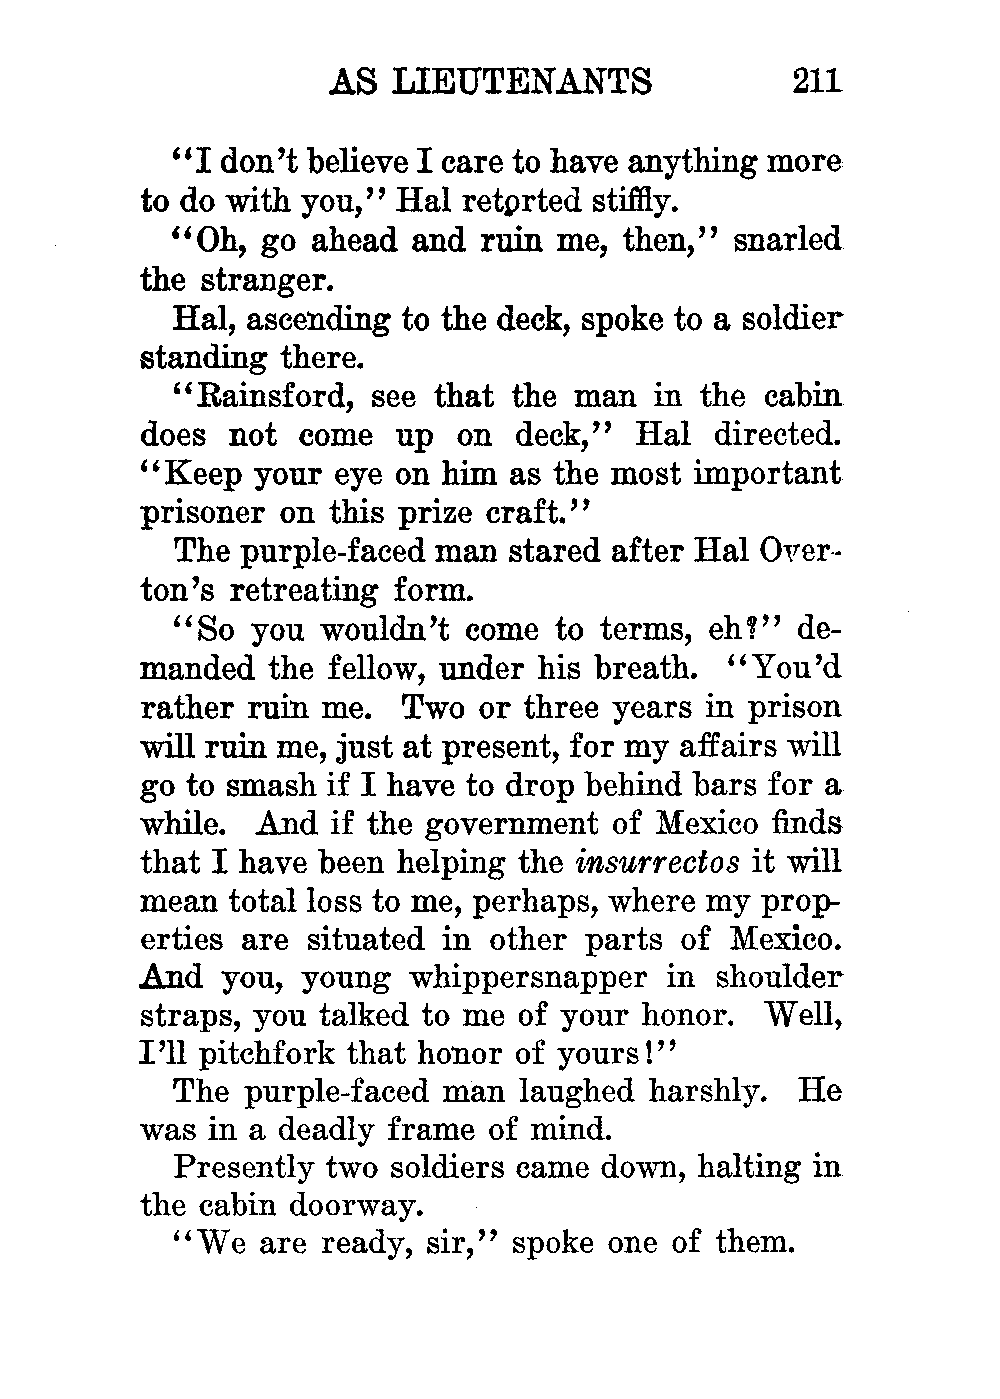 AS LIEUTENANTS 211
"I don't believe I care to have anything more
to do with you," Hal retorted stiffly.
"Oh, go ahead and ruin me, then," snarled
the stranger.
Hal, ascending to the deck, spoke to a soldier
standing there.
"Rainsford, see that the man in the cabin
does not come up on deck," Hal directed.
"Keep your eye on him as the most important
prisoner on this prize craft."
The purple-faced man stared after Hal Over-
ton's retreating form.
"So you wouldn't come to terms, eh?" de-
manded the fellow, under his breath. "You'd
rather ruin me. Two or three years in prison
will ruin me, just at present, for my affairs will
go to smash if I have to drop behind bars for a
while. And if the government of Mexico finds
that I have been helping the insurrectos it will
mean total loss to me, perhaps, where my prop-
erties are situated in other parts of Mexico.
And you, young whippersnapper in shoulder
straps, you talked to me of your honor. Well,
I'll pitchfork that honor of yours!"
The purple-faced man laughed harshly. He
was in a deadly frame of mind.
Presently two soldiers came down, halting in
the cabin doorway.
"We are ready, sir," spoke one of them.